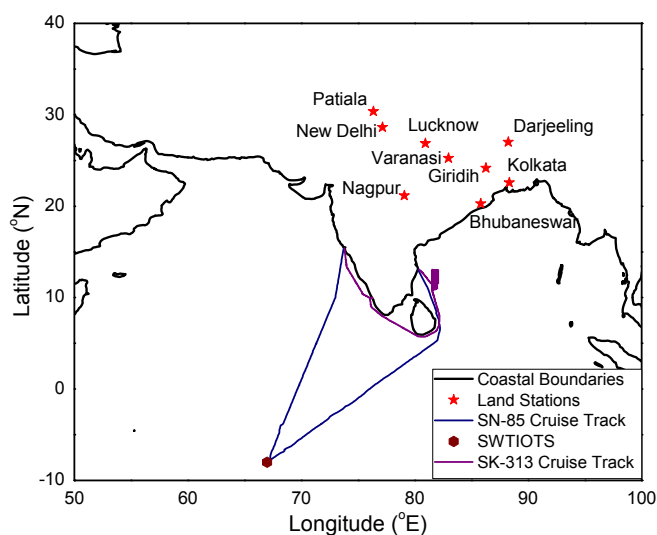 40
30
20
10
0
-10
Latitude (°N)
Patiala
New Delhi
Lucknow
Darjeeling
Varanasi
Giridih
Kolkata
Nagpur
Bhubaneswar
Coastal Boundaries
Land Stations
SN-85 Cruise Track
SWTIOTS
SK-313 Cruise Track
50 60 70 80 90 100
Longitude (°E)